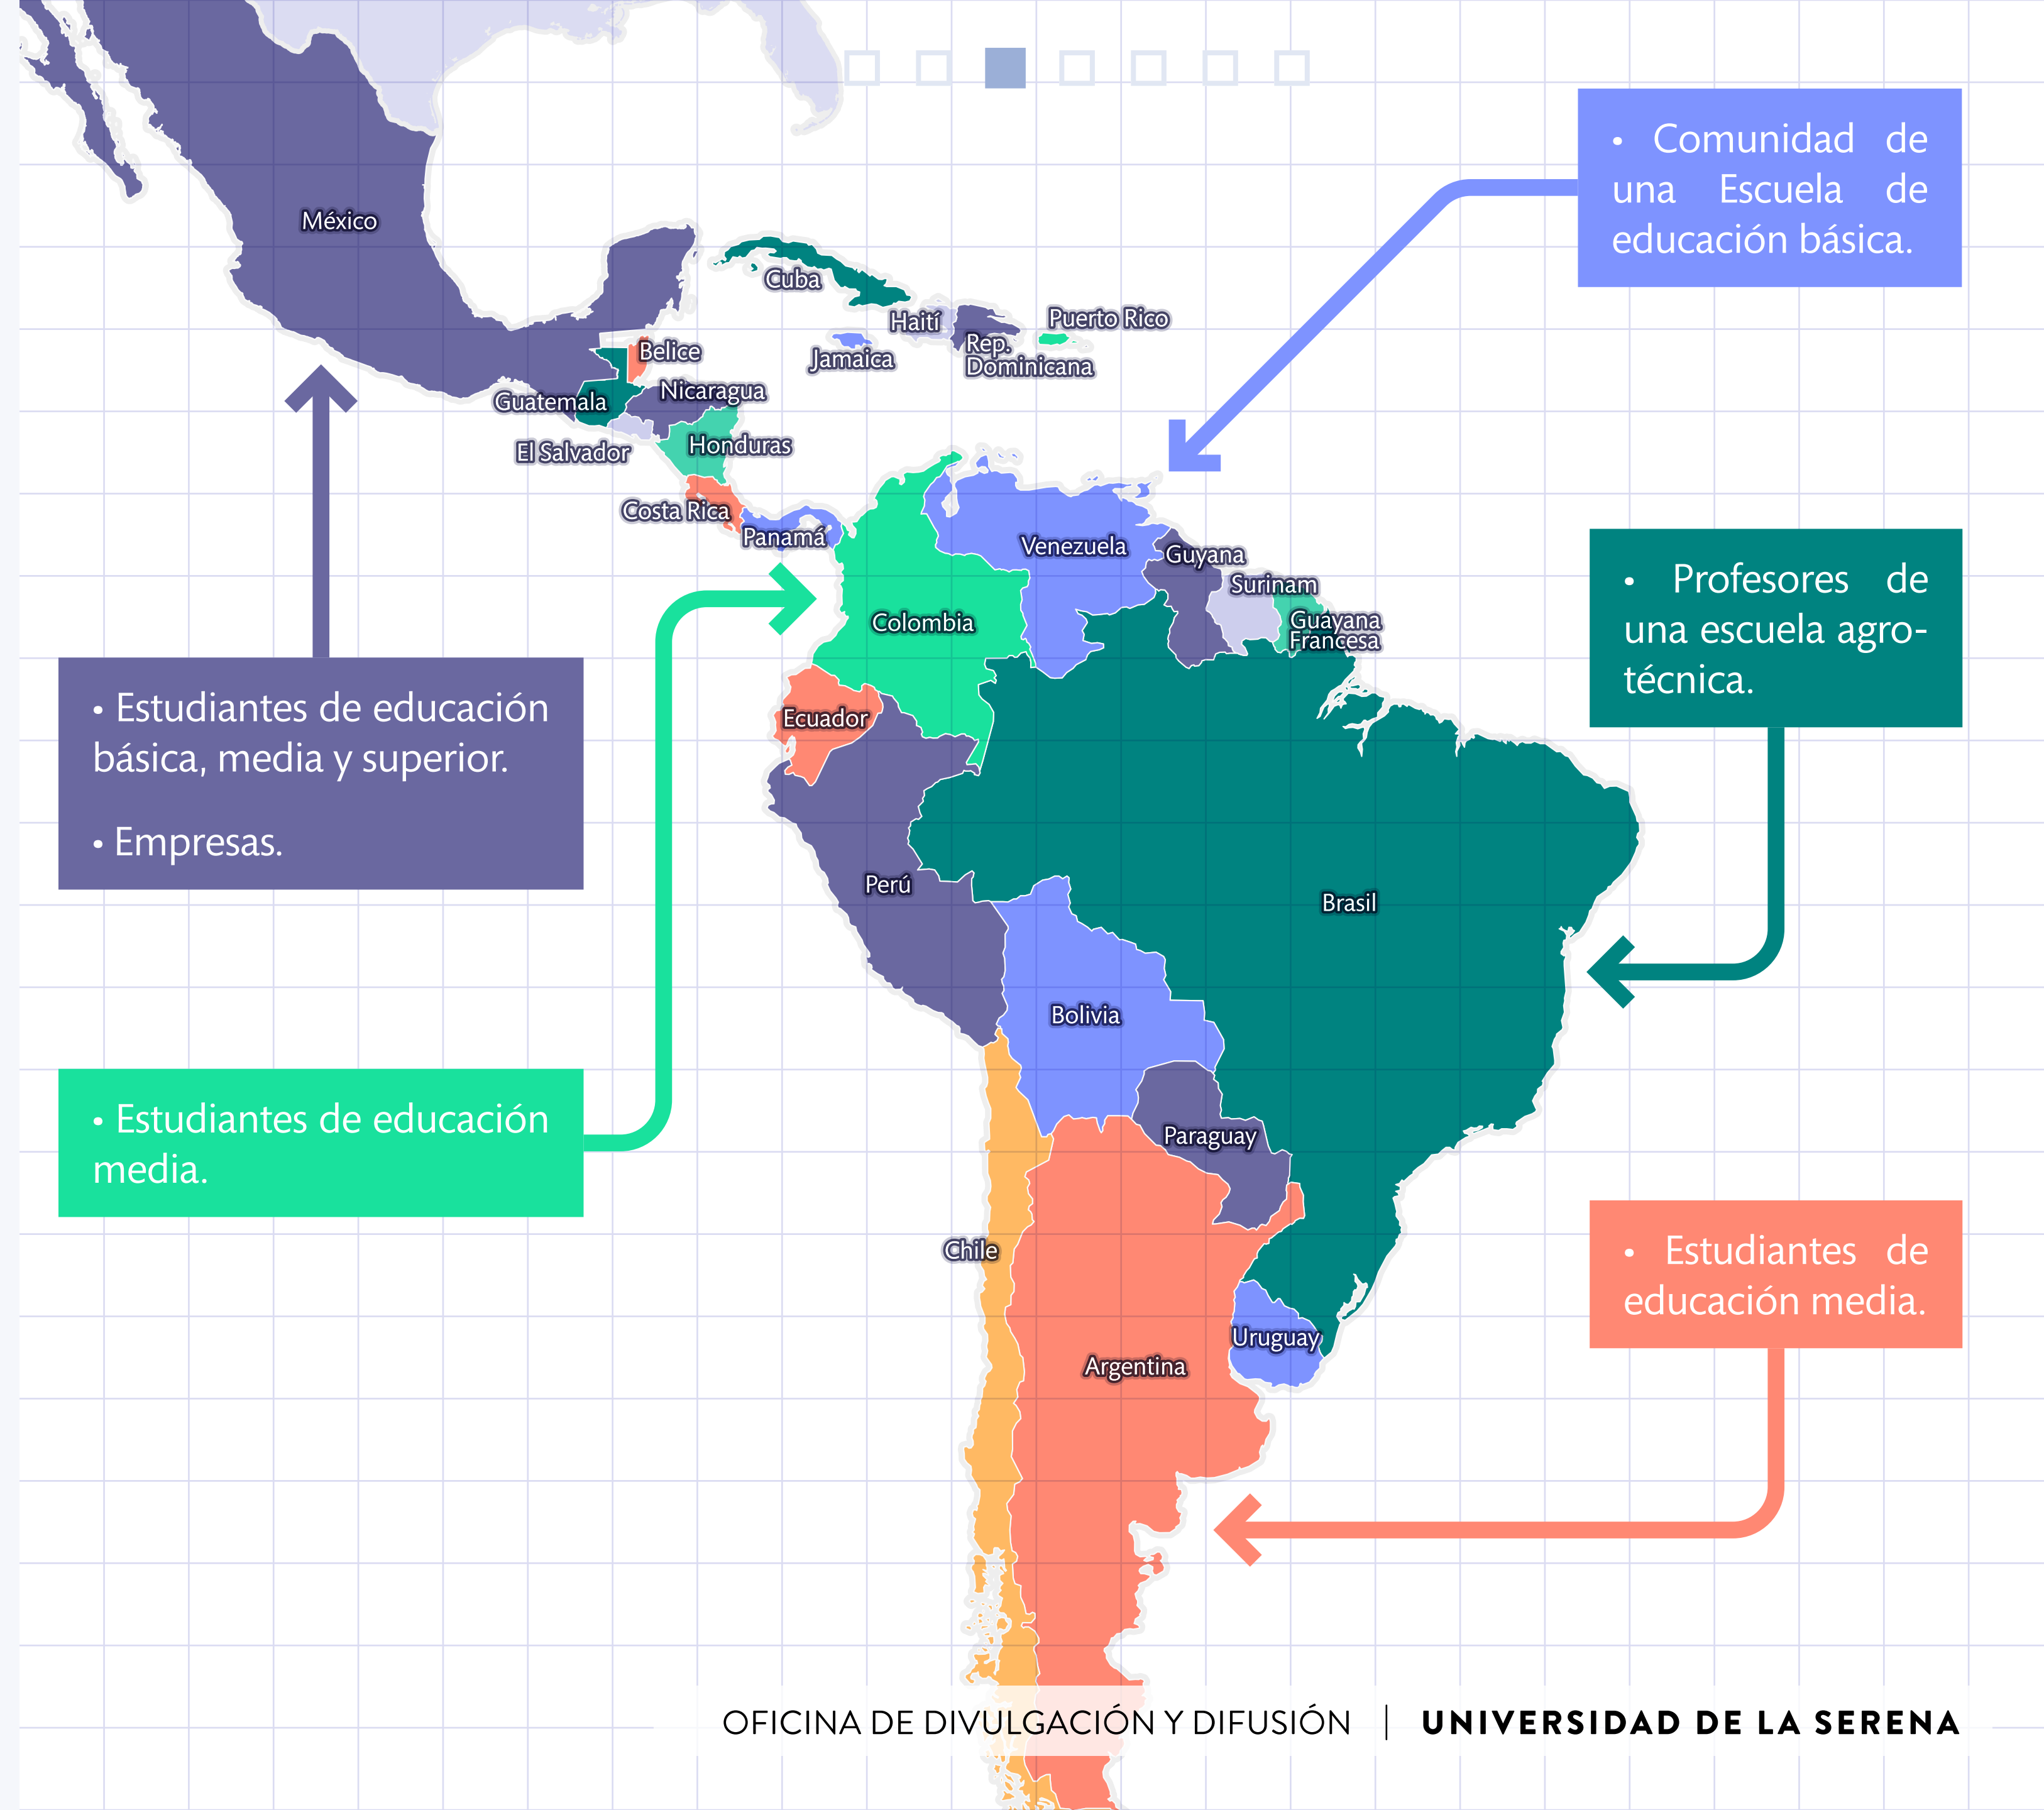 • Comunidad de
una Escuela de
educación básica.
México
Cuba
Haití
Puerto Rico
Jamaica
Rep.
Dominicana
Belice
Nicaragua
Guatemala
Honduras
El Salvador
Costa Rica
Panamá
Venezuela
Guyana
Surinam
Guayana
Francesa
Colombia
• Profesores de
una escuela agro-
técnica.
• Estudiantes de educación
básica, media y superior.
• Empresas.
Ecuador
Perú
Brasil
Bolivia
• Estudiantes de educación
media.
Paraguay
Chile
• Estudiantes de
educación media.
Uruguay
Argentina
OFICINA DE DIVULGACIÓN Y DIFUSIÓN | UNIVERSIDAD DE LA SERENA